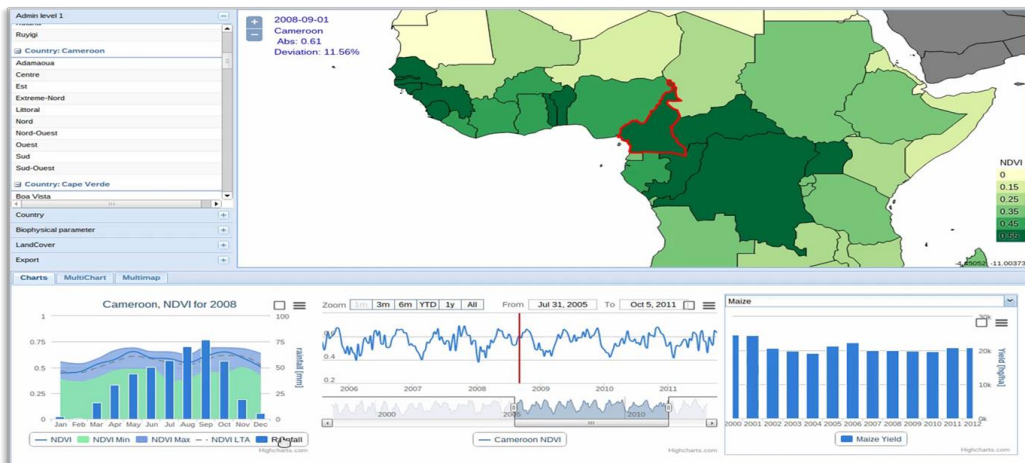 Admin level 1
Ruyigi
Country: Cameroon
Adamaoua
Centre
Est
Extreme-Nord
Littoral
Nord
Nord-Ouest
Ouest
Sud
Sud-Ouest
Country: Cape Verde
Boa Vista
Country
Biophysical parameter
LandCover
Export
2008-09-01
Cameroon
Abs: 0.61
Deviation: 11.56%
NDVI
0
0.15
0.25
0.35
0.45
0.55
-11.00373
Charts MultiChart Multimap
Cameroon, NDVI for 2008
1 100
0.75 75
0.5 50
0.25 25
0 0
rainfall [mm]
Jan Feb Mar Apr May Jun Jul Aug Sep Oct Nov Dec
NDVI NDVI Min NDVI Max NDVI LTA Rainfall
Highcharts.com
Zoom 1m 3m 6m YTD 1y All From Jul 31, 2005 To Oct 5, 2011
0.6
0.4
0.2
2006 2007 2008 2009 2010 2011
2000 2005 2010
Cameroon NDVI
Highcharts.com
Maize
30k
20k
10k
0k
Yield [hg/ha]
2000 2001 2002 2003 2004 2005 2006 2007 2008 2009 2010 2011 2012
Maize Yield
Highcharts.com